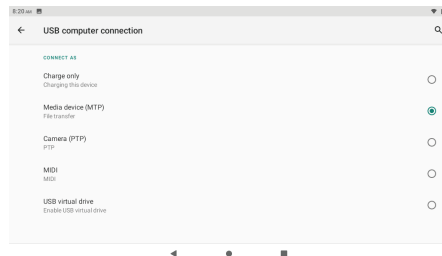 8:20 AM
USB computer connection
CONNECT AS
Charge only
Charging this device
Media device (MTP)
File transfer
Camera (PTP)
PTP
MIDI
MIDI
USB virtual drive
Enable USB virtual drive